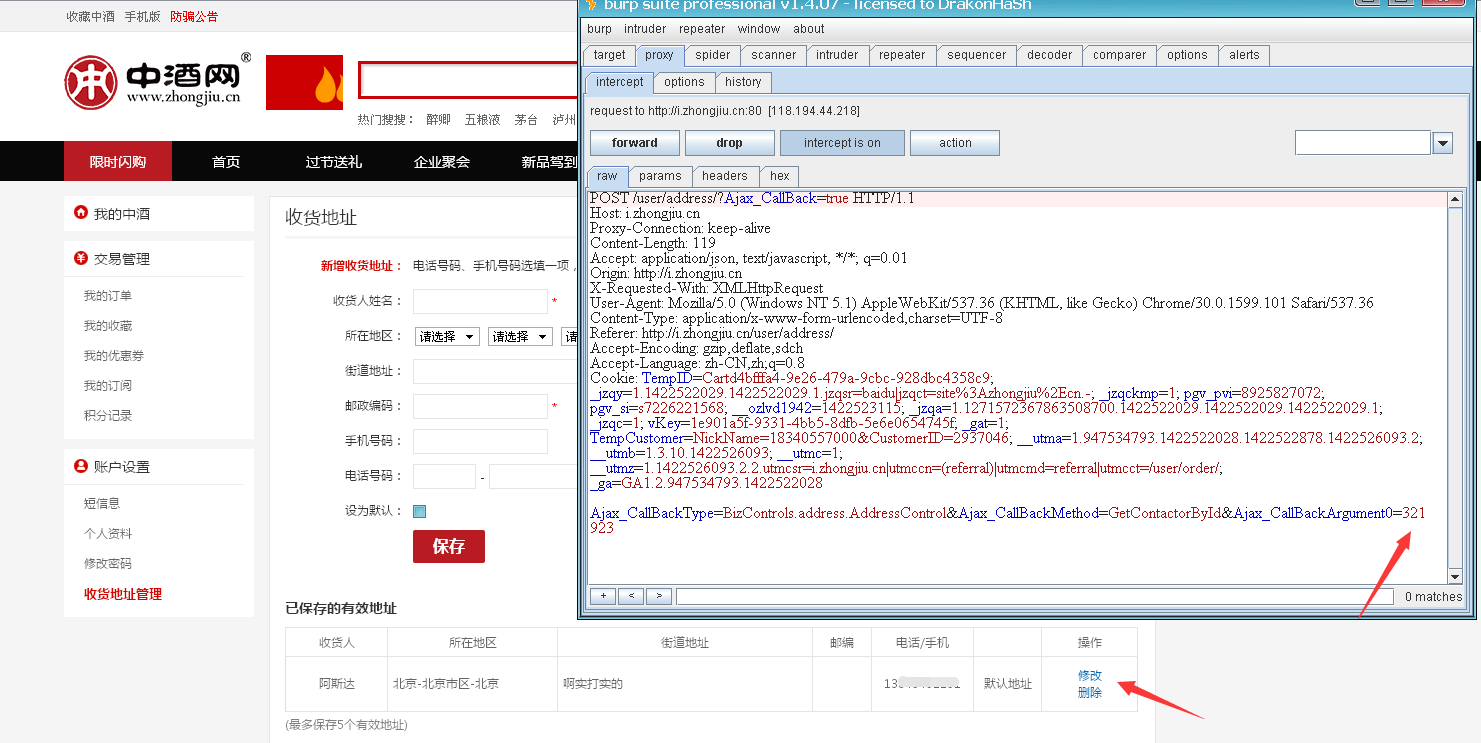 收藏中酒 手机版 防骗公告
中酒网®
www.zhongjiu.cn
热门搜搜： 醉卿 五粮液 茅台 泸州
限时闪购 首页 过节送礼 企业聚会 新品驾到
我的中酒
交易管理
我的订单
我的收藏
我的优惠券
我的订阅
积分记录
账户设置
短信息
个人资料
修改密码
收货地址管理
收货地址
新增收货地址： 电话号码、手机号码选填一项，
收货人姓名： *
所在地区： 请选择 请选择 请
街道地址：
邮政编码： *
手机号码：
电话号码： -
设为默认：
保存
已保存的有效地址
收货人 所在地区 街道地址 邮编 电话/手机 操作
阿斯达 北京-北京市区-北京 啊实打实的 默认地址 修改
删除
(最多保存5个有效地址)
burp suite professional v1.4.07 - licensed to DrakonHaSh
burp intruder repeater window about
target proxy spider scanner intruder repeater sequencer decoder comparer options alerts
intercept options history
request to http://i.zhongjiu.cn:80 [118.194.44.218]
forward drop intercept is on action
raw params headers hex
POST /user/address/?Ajax_CallBack=true HTTP/1.1
Host: i.zhongjiu.cn
Proxy-Connection: keep-alive
Content-Length: 119
Accept: application/json, text/javascript, */*; q=0.01
Origin: http://i.zhongjiu.cn
X-Requested-With: XMLHttpRequest
User-Agent: Mozilla/5.0 (Windows NT 5.1) AppleWebKit/537.36 (KHTML, like Gecko) Chrome/30.0.1599.101 Safari/537.36
Content-Type: application/x-www-form-urlencoded,charset=UTF-8
Referer: http://i.zhongjiu.cn/user/address/
Accept-Encoding: gzip,deflate,sdch
Accept-Language: zh-CN,zh;q=0.8
Cookie: TempID=Cartd4bfffa4-9e26-479a-9cbc-928dbc4358c9;
_jzqy=1.1422522029.1422522029.1.jzqsr=baidu|jzqct=site%3Azhongjiu%2Ecn.-; _jzqckmp=1; pgv_pvi=8925827072;
pgv_si=s7226221568; __ozlvd1942=1422523115; _jzqa=1.1271572367863508700.1422522029.1422522029.1422522029.1;
_jzqc=1; vKey=1e901a5f-9331-4bb5-8dfb-5e6e0654745f; _gat=1;
TempCustomer=NickName=18340557000&CustomerID=2937046; __utma=1.947534793.1422522028.1422522878.1422526093.2;
__utmb=1.3.10.1422526093; __utmc=1;
__utmz=1.1422526093.2.2.utmcsr=i.zhongjiu.cn|utmccn=(referral)|utmcmd=referral|utmcct=/user/order/;
_ga=GA1.2.947534793.1422522028
Ajax_CallBackType=BizControls.address.AddressControl&Ajax_CallBackMethod=GetContactorById&Ajax_CallBackArgument0=321
923
+ < > 0 matches